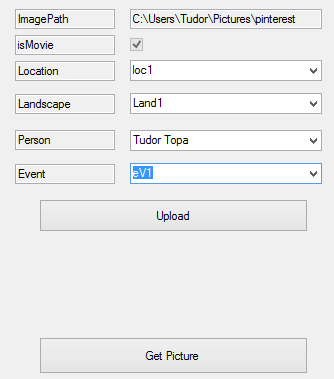 ImagePath C:\Users\Tudor\Pictures\pinterest
isMovie
Location loc1
Landscape Land1
Person Tudor Topa
Event eV1
Upload
Get Picture